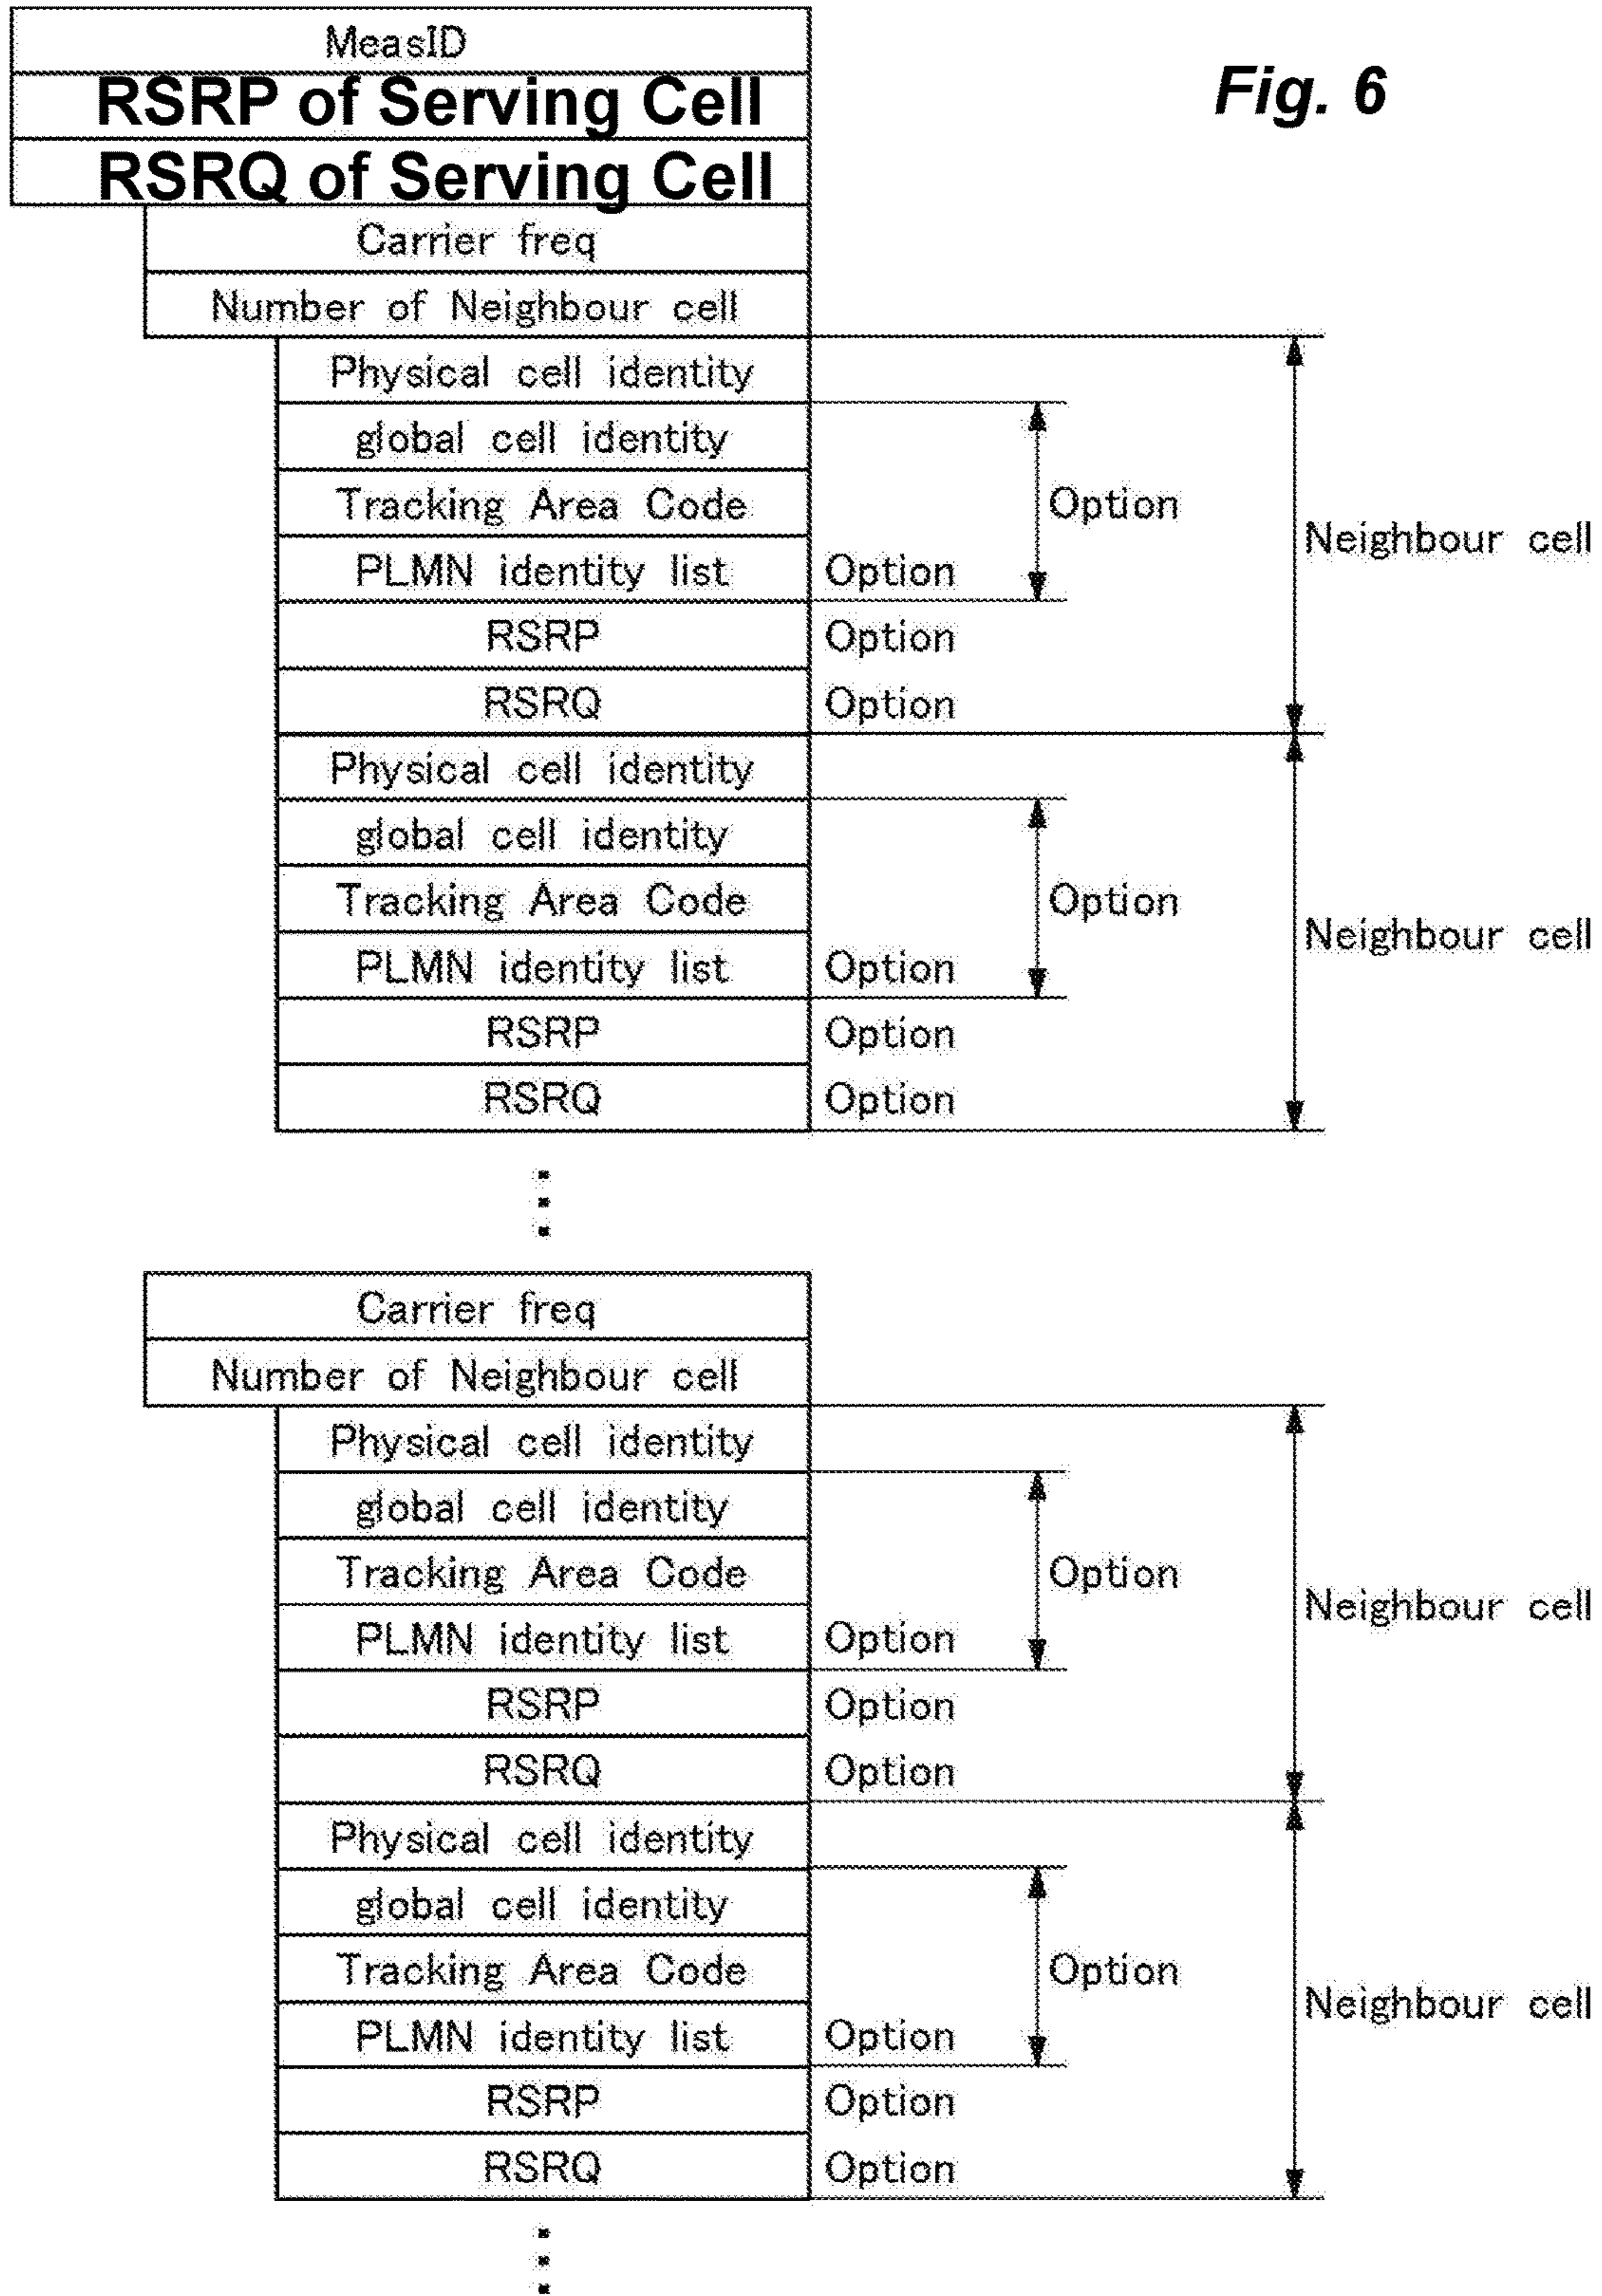 MeasID
Fig. 6
RSRP of Serving Cell
RSRQ of Serving Cell
Carrier freq
Number of Neighbour cell
Physical cell identity
global cell identity
Tracking Area Code
Option
Neighbour cell
PLMN identity list
Option
RSRP
Option
RSRQ
Option
Physical cell identity
global cell identity
Tracking Area Code
Option
Neighbour cell
PLMN identity list
Option
RSRP
Option
RSRQ
Option
Carrier freq
Number of Neighbour cell
Physical cell identity
global cell identity
Tracking Area Code
Option
Neighbour cell
PLMN identity list
Option
RSRP
Option
RSRQ
Option
Physical cell identity
global cell identity
Tracking Area Code
Option
Neighbour cell
PLMN identity list
Option
RSRP
Option
RSRQ
Option